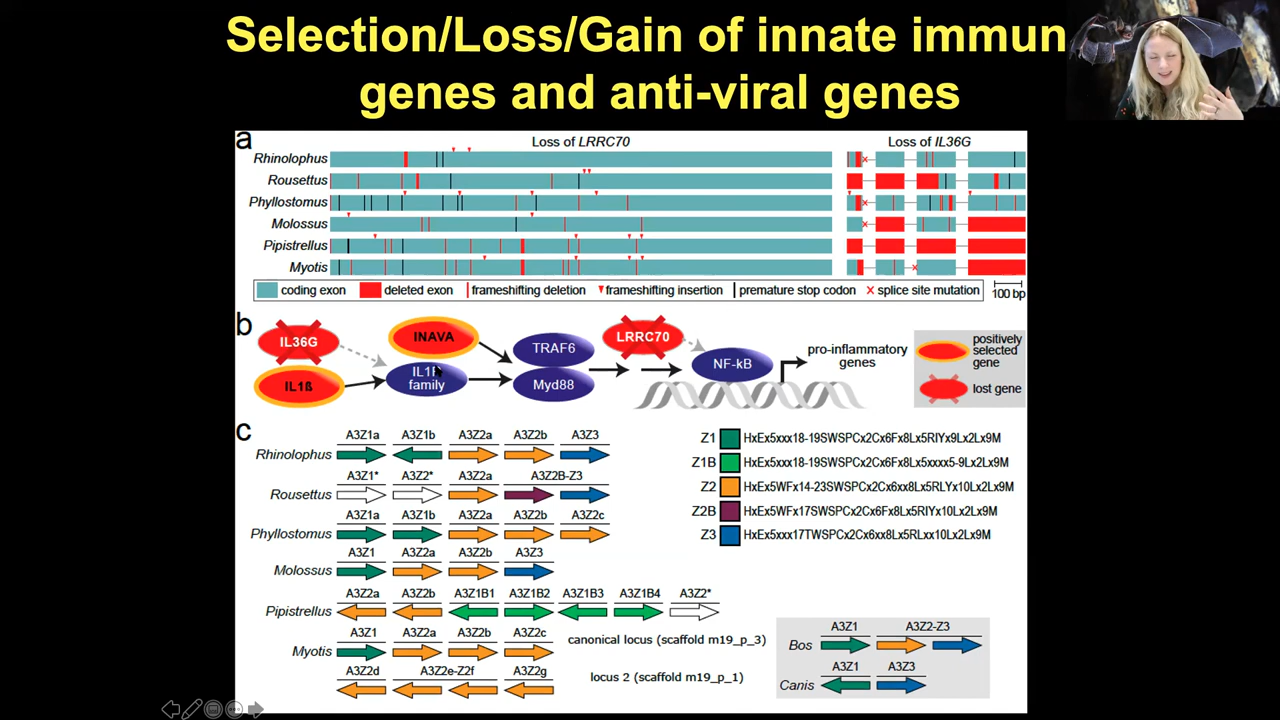 Selection/Loss/Gain of innate immun
genes and anti-viral genes
a
Loss of LRRC70
Loss of IL36G
Rhinolophus
Rousettus
Phyllostomus
Molossus
Pipistrellus
Myotis
coding exon
deleted exon
frameshifting deletion
frameshifting insertion
premature stop codon
splice site mutation
100 bp
b
IL36G
INAVA
LRRC70
TRAF6
IL1ß
family
Myd88
NF-kB
pro-inflammatory
genes
positively
selected
gene
lost gene
c
A3Z1a A3Z1b A3Z2a A3Z2b A3Z3
Rhinolophus
A3Z1* A3Z2* A3Z2a A3Z2B-Z3
Rousettus
A3Z1a A3Z1b A3Z2a A3Z2b A3Z2c
Phyllostomus
A3Z1 A3Z2a A3Z2b A3Z3
Molossus
A3Z2a A3Z2b A3Z1B1 A3Z1B2 A3Z1B3 A3Z1B4 A3Z2*
Pipistrellus
A3Z1 A3Z2a A3Z2b A3Z2c
Myotis
canonical locus (scaffold m19_p_3)
A3Z2d A3Z2e-Z2f A3Z2g
locus 2 (scaffold m19_p_1)
Z1 HxEx5xxx18-19SWSPCx2Cx6Fx8Lx5RIYx9Lx2Lx9M
Z1B HxEx5xxx18-19SWSPCx2Cx6Fx8Lx5xxxx5-9Lx2Lx9M
Z2 HxEx5WFx14-23SWSPCx2Cx6xx8Lx5RLYx10Lx2Lx9M
Z2B HxEx5WFx17SWSPCx2Cx6Fx8Lx5RIYx10Lx2Lx9M
Z3 HxEx5xxx17TWSPCx2Cx6xx8Lx5RLxx10Lx2Lx9M
A3Z1 A3Z2-Z3
Bos
A3Z1 A3Z3
Canis